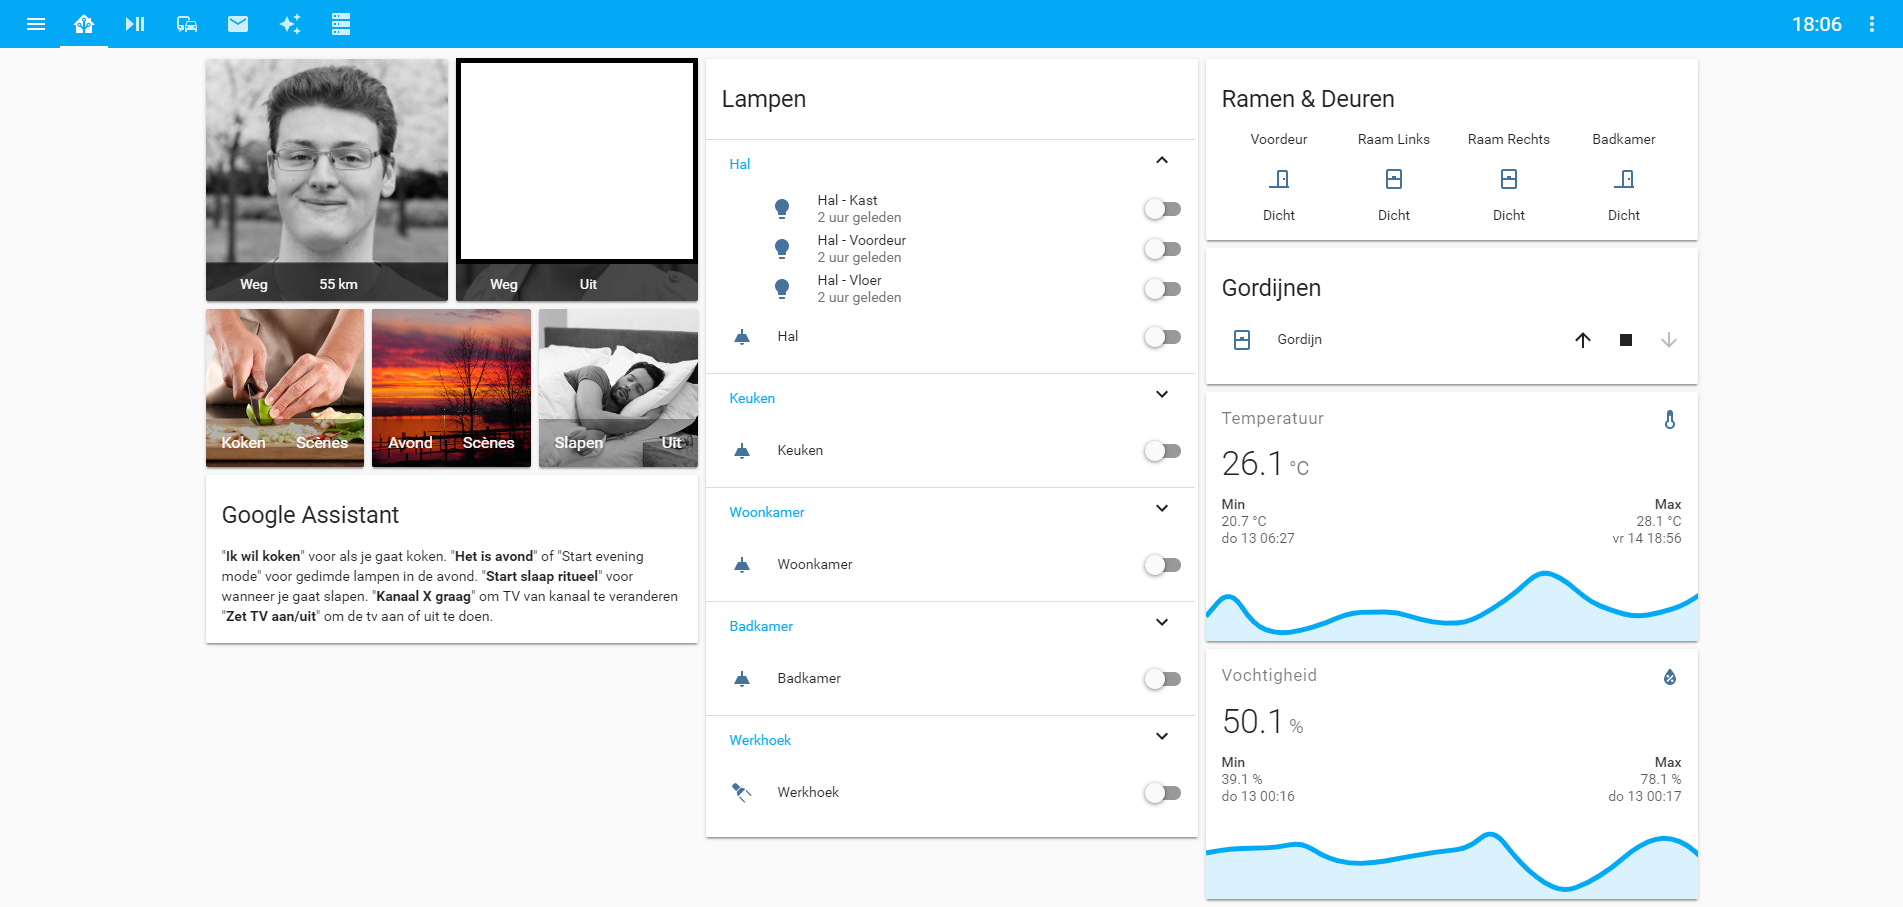 18:06
Weg 55 km
Weg Uit
Koken Scènes
Avond Scènes
Slapen Uit
Google Assistant
"Ik wil koken" voor als je gaat koken. "Het is avond" of "Start evening
mode" voor gedimde lampen in de avond. "Start slaap ritueel" voor
wanneer je gaat slapen. "Kanaal X graag" om TV van kanaal te veranderen
"Zet TV aan/uit" om de tv aan of uit te doen.
Lampen
Hal
Hal - Kast
2 uur geleden
Hal - Voordeur
2 uur geleden
Hal - Vloer
2 uur geleden
Hal
Keuken
Keuken
Woonkamer
Woonkamer
Badkamer
Badkamer
Werkhoek
Werkhoek
Ramen & Deuren
Voordeur Raam Links Raam Rechts Badkamer
Dicht Dicht Dicht Dicht
Gordijnen
Gordijn
Temperatuur
26.1 °C
Min Max
20.7 °C 28.1 °C
do 13 06:27 vr 14 18:56
Vochtigheid
50.1 %
Min Max
39.1 % 78.1 %
do 13 00:16 do 13 00:17